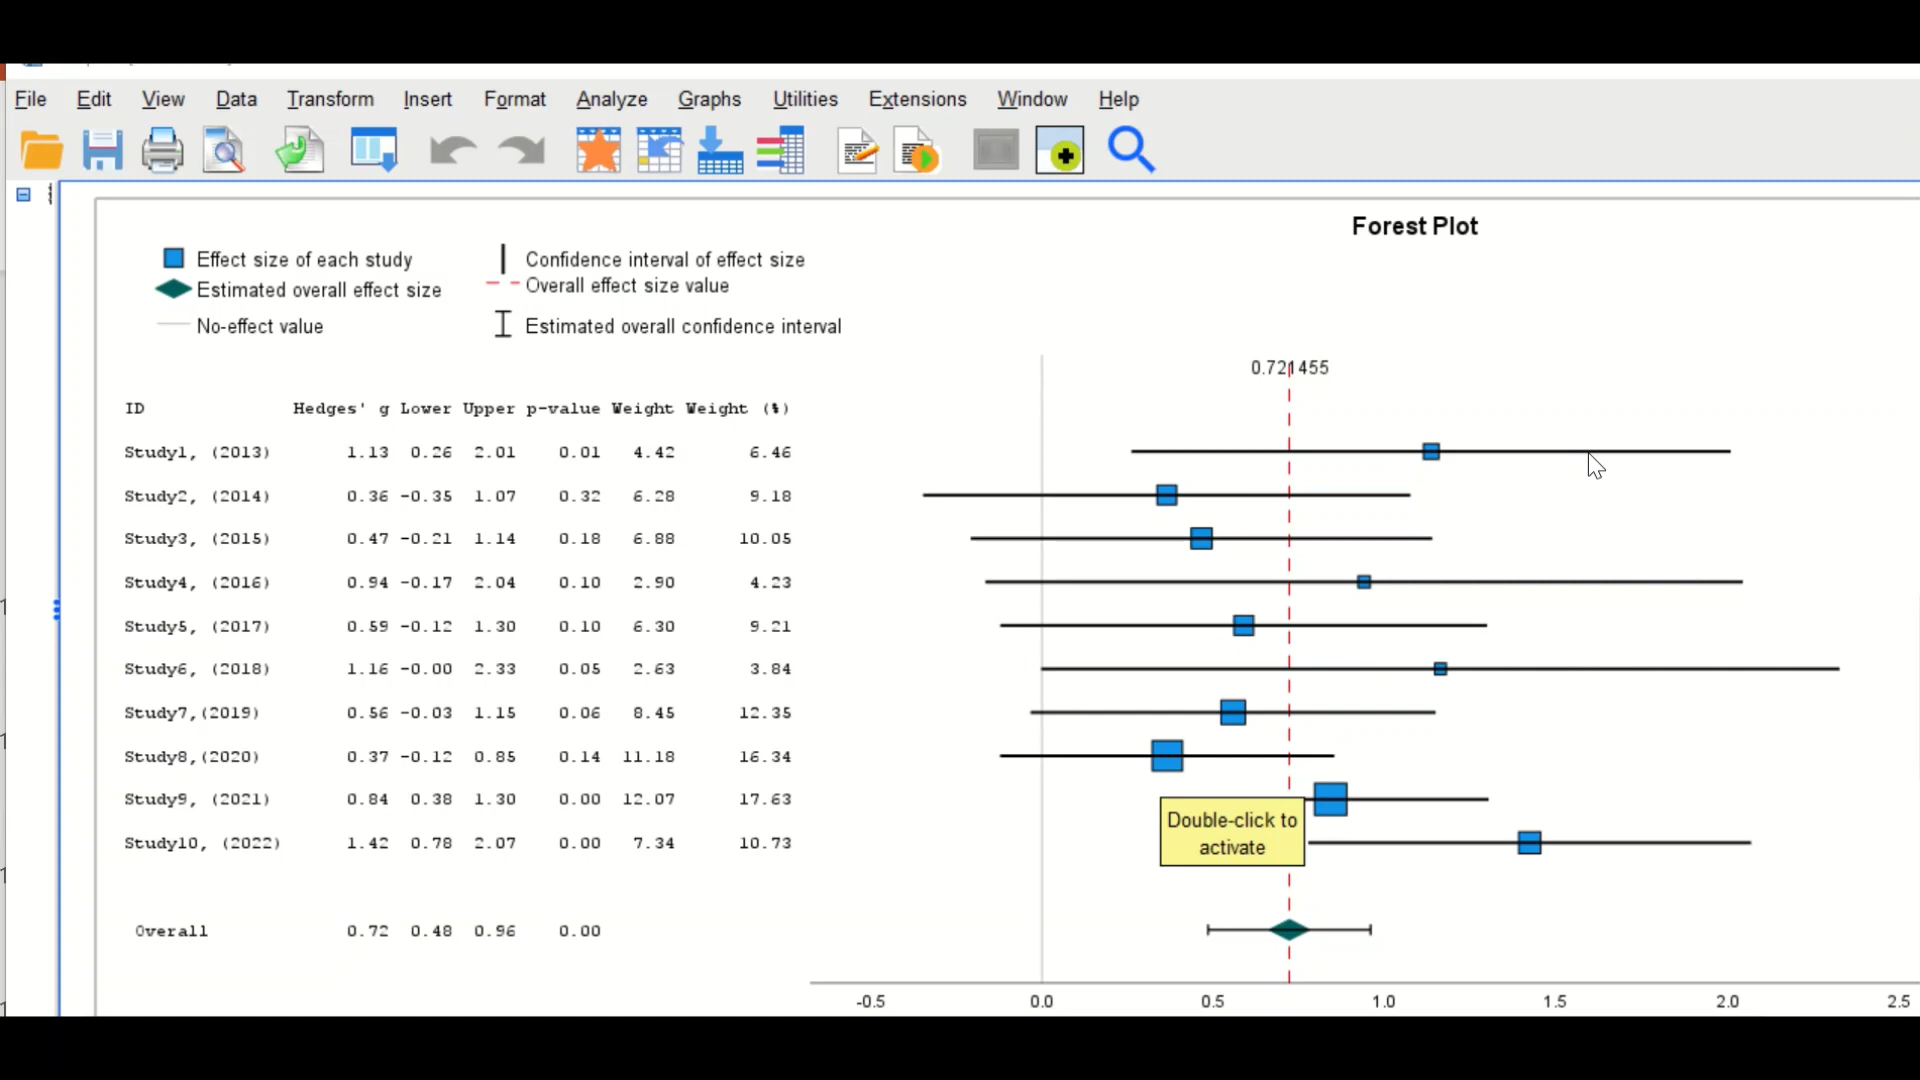 File Edit View Data Transform Insert Format Analyze Graphs Utilities Extensions Window Help
Forest Plot
Effect size of each study
Confidence interval of effect size
Estimated overall effect size
Overall effect size value
No-effect value
Estimated overall confidence interval
0.721455
ID Hedges' g Lower Upper p-value Weight Weight (%)
Study1, (2013) 1.13 0.26 2.01 0.01 4.42 6.46
Study2, (2014) 0.36 -0.35 1.07 0.32 6.28 9.18
Study3, (2015) 0.47 -0.21 1.14 0.18 6.88 10.05
Study4, (2016) 0.94 -0.17 2.04 0.10 2.90 4.23
Study5, (2017) 0.59 -0.12 1.30 0.10 6.30 9.21
Study6, (2018) 1.16 -0.00 2.33 0.05 2.63 3.84
Study7,(2019) 0.56 -0.03 1.15 0.06 8.45 12.35
Study8,(2020) 0.37 -0.12 0.85 0.14 11.18 16.34
Study9, (2021) 0.84 0.38 1.30 0.00 12.07 17.63
Study10, (2022) 1.42 0.78 2.07 0.00 7.34 10.73
Double-click to
activate
Overall 0.72 0.48 0.96 0.00
-0.5 0.0 0.5 1.0 1.5 2.0 2.5